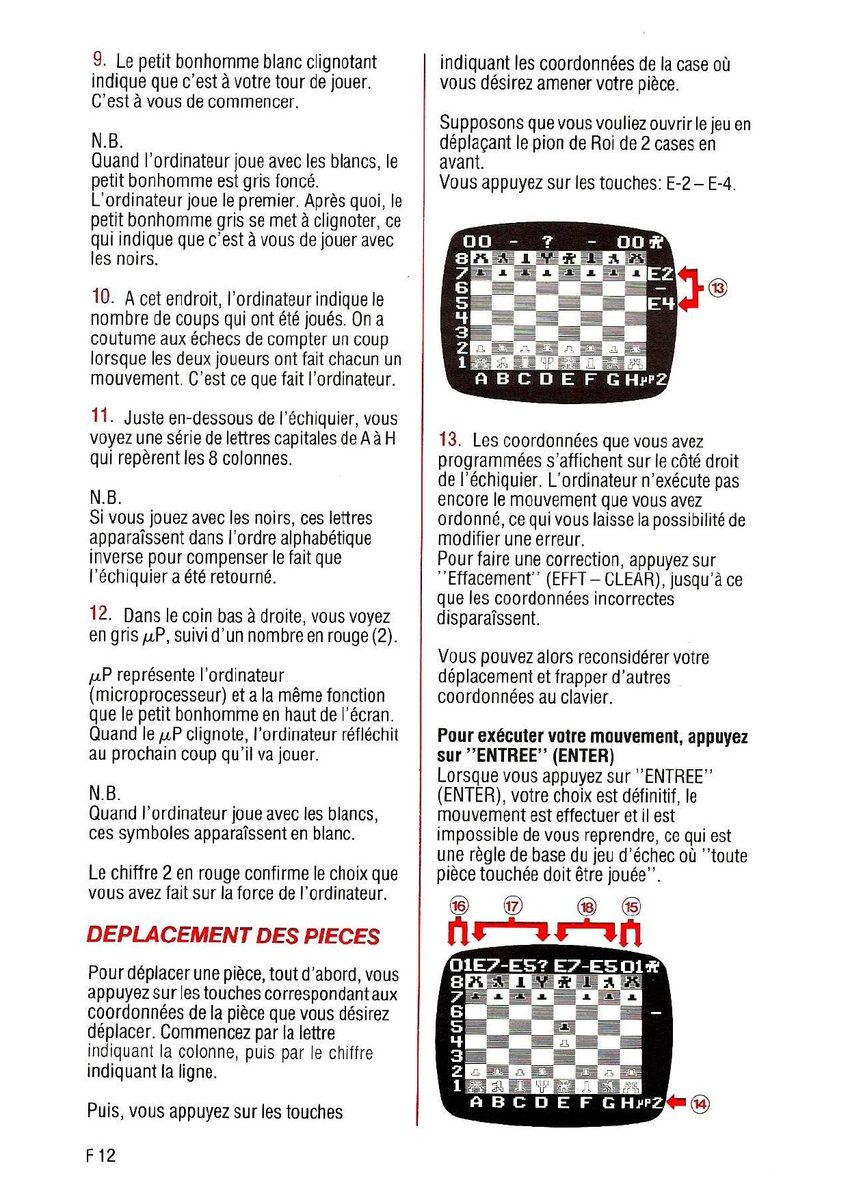 9. Le petit bonhomme blanc clignotant
indique que c'est à votre tour de jouer.
C'est à vous de commencer.
N.B.
Quand l'ordinateur joue avec les blancs, le
petit bonhomme est gris foncé.
L'ordinateur joue le premier. Après quoi, le
petit bonhomme gris se met à clignoter, ce
qui indique que c'est à vous de jouer avec
les noirs.
10. A cet endroit, l'ordinateur indique le
nombre de coups qui ont été joués. On a
coutume aux échecs de compter un coup
lorsque les deux joueurs ont fait chacun un
mouvement. C'est ce que fait l'ordinateur.
11. Juste en-dessous de l'échiquier, vous
voyez une série de lettres capitales de A à H
qui repèrent les 8 colonnes.
N.B.
Si vous jouez avec les noirs, ces lettres
apparaîssent dans l'ordre alphabétique
inverse pour compenser le fait que
l'échiquier a été retourné.
12. Dans le coin bas à droite, vous voyez
en gris µP, suivi d'un nombre en rouge (2).
µP représente l'ordinateur
(microprocesseur) et a la même fonction
que le petit bonhomme en haut de l'écran.
Quand le µP clignote, l'ordinateur réfléchit
au prochain coup qu'il va jouer.
N.B.
Quand l'ordinateur joue avec les blancs,
ces symboles apparaîssent en blanc.
Le chiffre 2 en rouge confirme le choix que
vous avez fait sur la force de l'ordinateur.
DEPLACEMENT DES PIECES
Pour déplacer une pièce, tout d'abord, vous
appuyez sur les touches correspondant aux
coordonnées de la pièce que vous désirez
déplacer. Commencez par la lettre
indiquant la colonne, puis par le chiffre
indiquant la ligne.
Puis, vous appuyez sur les touches
F 12
indiquant les coordonnées de la case où
vous désirez amener votre pièce.
Supposons que vous vouliez ouvrir le jeu en
déplaçant le pion de Roi de 2 cases en
avant.
Vous appuyez sur les touches: E-2 – E-4.
00 - ? - 00
8
7 E2
6 –
5 E4
4
3
2
1
A B C D E F G H µP2
13
13. Les coordonnées que vous avez
programmées s'affichent sur le côté droit
de l'échiquier. L'ordinateur n'exécute pas
encore le mouvement que vous avez
ordonné, ce qui vous laisse la possibilité de
modifier une erreur.
Pour faire une correction, appuyez sur
"Effacement" (EFFT – CLEAR), jusqu'à ce
que les coordonnées incorrectes
disparaîssent.
Vous pouvez alors reconsidérer votre
déplacement et frapper d'autres
coordonnées au clavier.
Pour exécuter votre mouvement, appuyez
sur "ENTREE" (ENTER)
Lorsque vous appuyez sur "ENTREE"
(ENTER), votre choix est définitif, le
mouvement est effectuer et il est
impossible de vous reprendre, ce qui est
une règle de base du jeu d'échec où "toute
pièce touchée doit être jouée".
16 17 18 15
01E7-E5? E7-E501
8
7
6 –
5
4
3
2
1
A B C D E F G H µP2
14